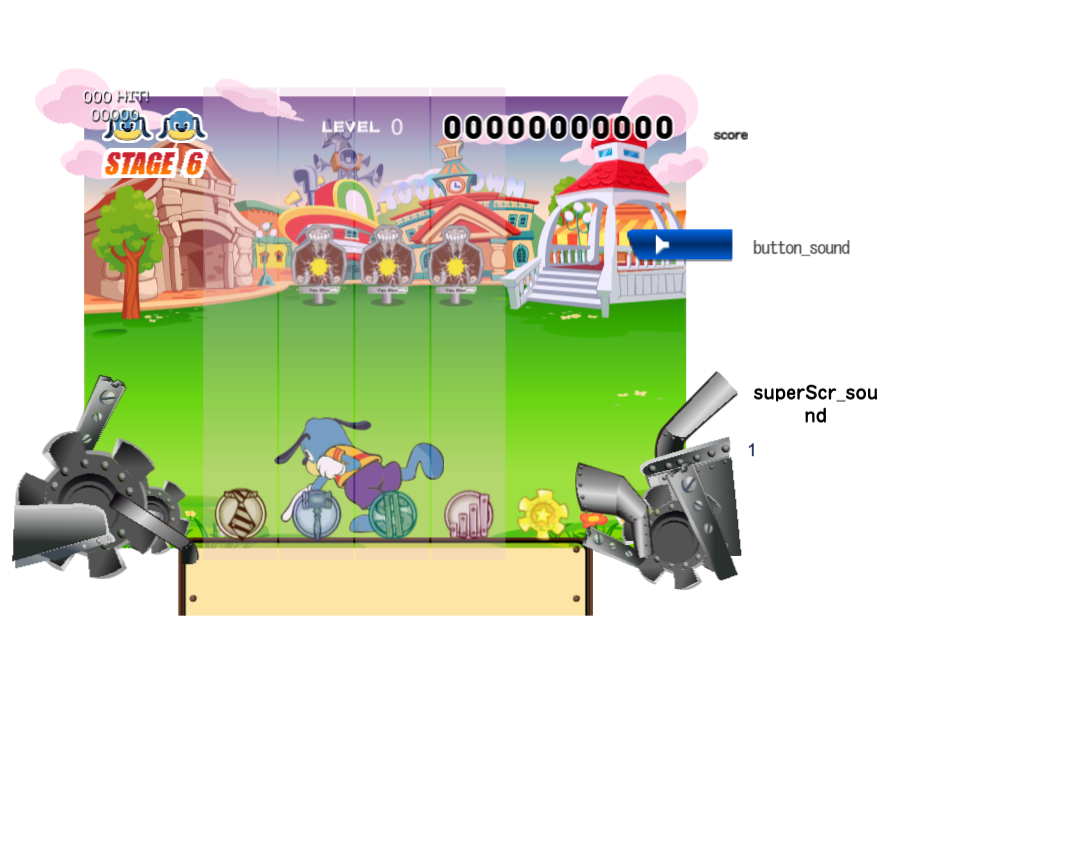 000 HIT!
00000
LEVEL 0
00000000000
score
STAGE 6
TOONTOWN
button_sound
superScr_sou
nd
1